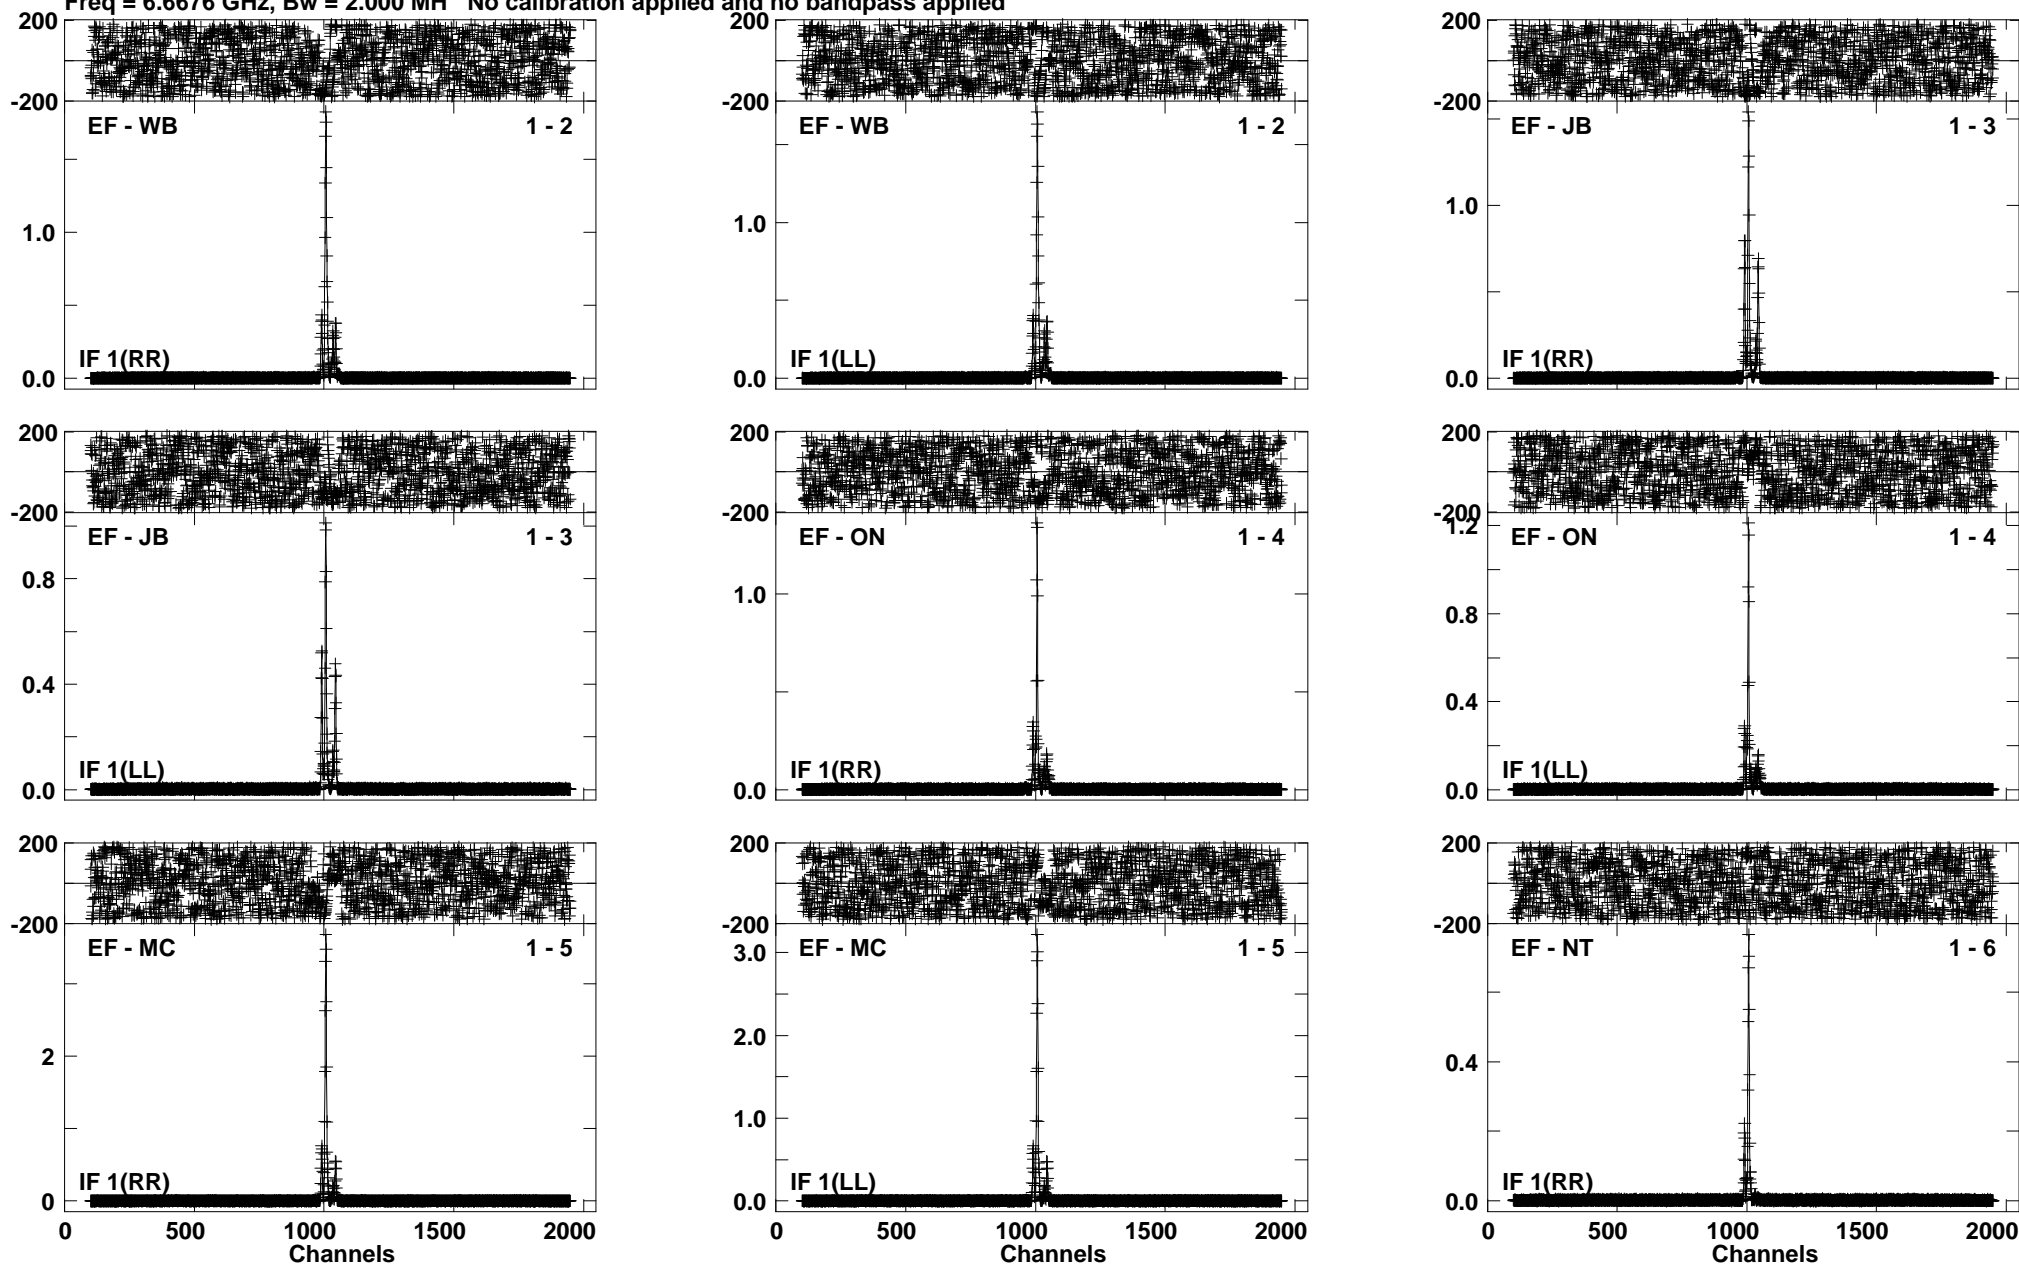 Freq = 6.6676 GHz, Bw = 2.000 MH No calibration applied and no bandpass applied
200
-200
EF - WB
1 - 2
1.0
IF 1(RR)
0.0
200
-200
EF - WB
1 - 2
1.0
IF 1(LL)
0.0
200
-200
EF - JB
1 - 3
1.0
IF 1(RR)
0.0
200
-200
EF - JB
1 - 3
0.8
0.4
IF 1(LL)
0.0
200
-200
EF - ON
1 - 4
1.0
IF 1(RR)
0.0
200
-200
1.2
EF - ON
1 - 4
0.8
0.4
IF 1(LL)
0.0
200
-200
EF - MC
1 - 5
2
IF 1(RR)
0
0 500 1000 1500 2000
Channels
200
-200
EF - MC
1 - 5
3.0
2.0
1.0
IF 1(LL)
0.0
0 500 1000 1500 2000
Channels
200
-200
EF - NT
1 - 6
0.4
IF 1(RR)
0.0
0 500 1000 1500 2000
Channels